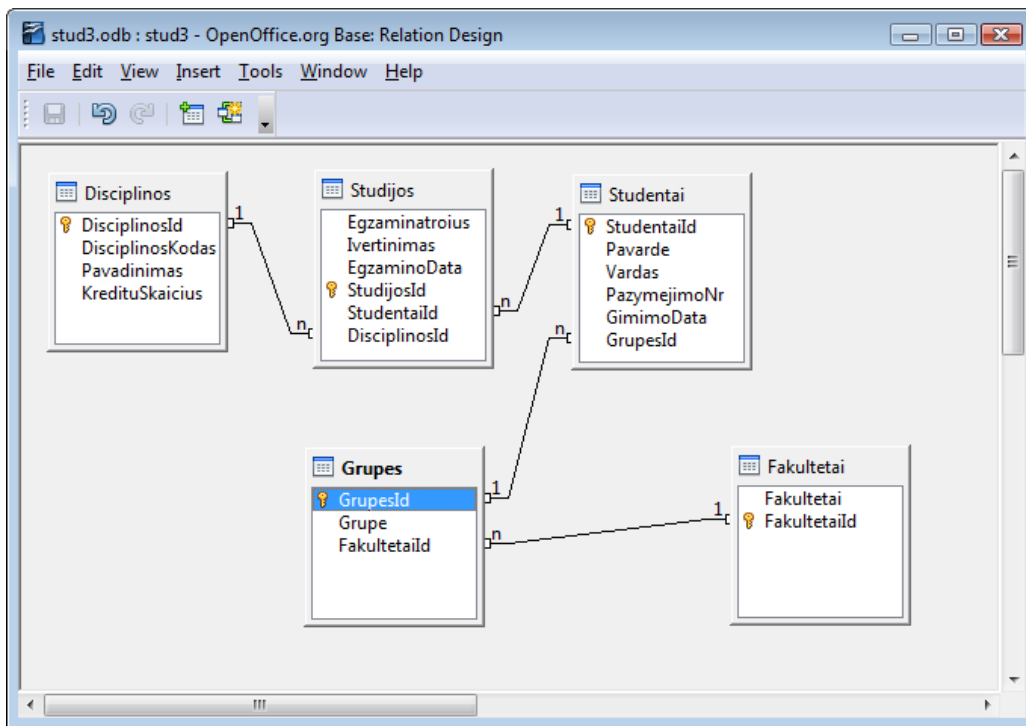 stud3.odb : stud3 - OpenOffice.org Base: Relation Design
File Edit View Insert Tools Window Help
Disciplinos
DisciplinosId
DisciplinosKodas
Pavadinimas
KredituSkaicius
1
n
Studijos
Egzaminatroius
Ivertinimas
EgzaminoData
StudijosId
StudentaiId
DisciplinosId
n
1
Studentai
StudentaiId
Pavarde
Vardas
PazymejimoNr
GimimoData
GrupesId
n
Grupes
GrupesId
Grupe
FakultetaiId
1
n
1
Fakultetai
Fakultetai
FakultetaiId